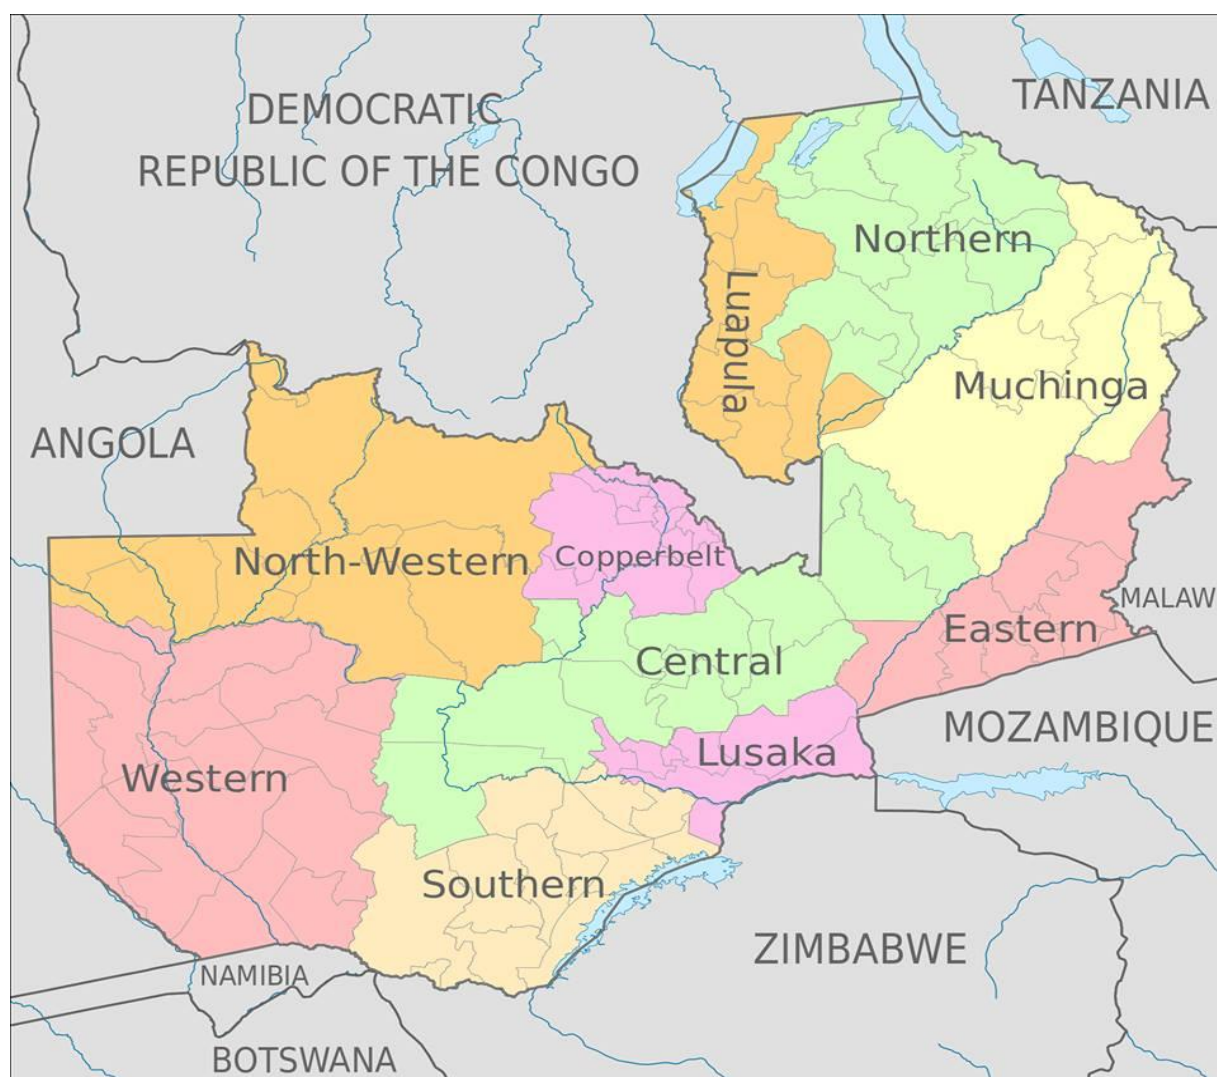 DEMOCRATIC
REPUBLIC OF THE CONGO
TANZANIA
Northern
Luapula
Muchinga
ANGOLA
North-Western
Copperbelt
MALAW
Eastern
Central
MOZAMBIQUE
Lusaka
Western
Southern
ZIMBABWE
NAMIBIA
BOTSWANA